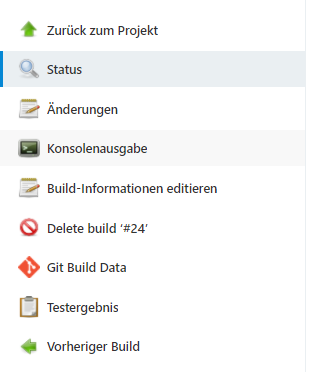 Zurück zum Projekt
Status
Änderungen
Konsolenausgabe
Build-Informationen editieren
Delete build ‘#24’
Git Build Data
Testergebnis
Vorheriger Build